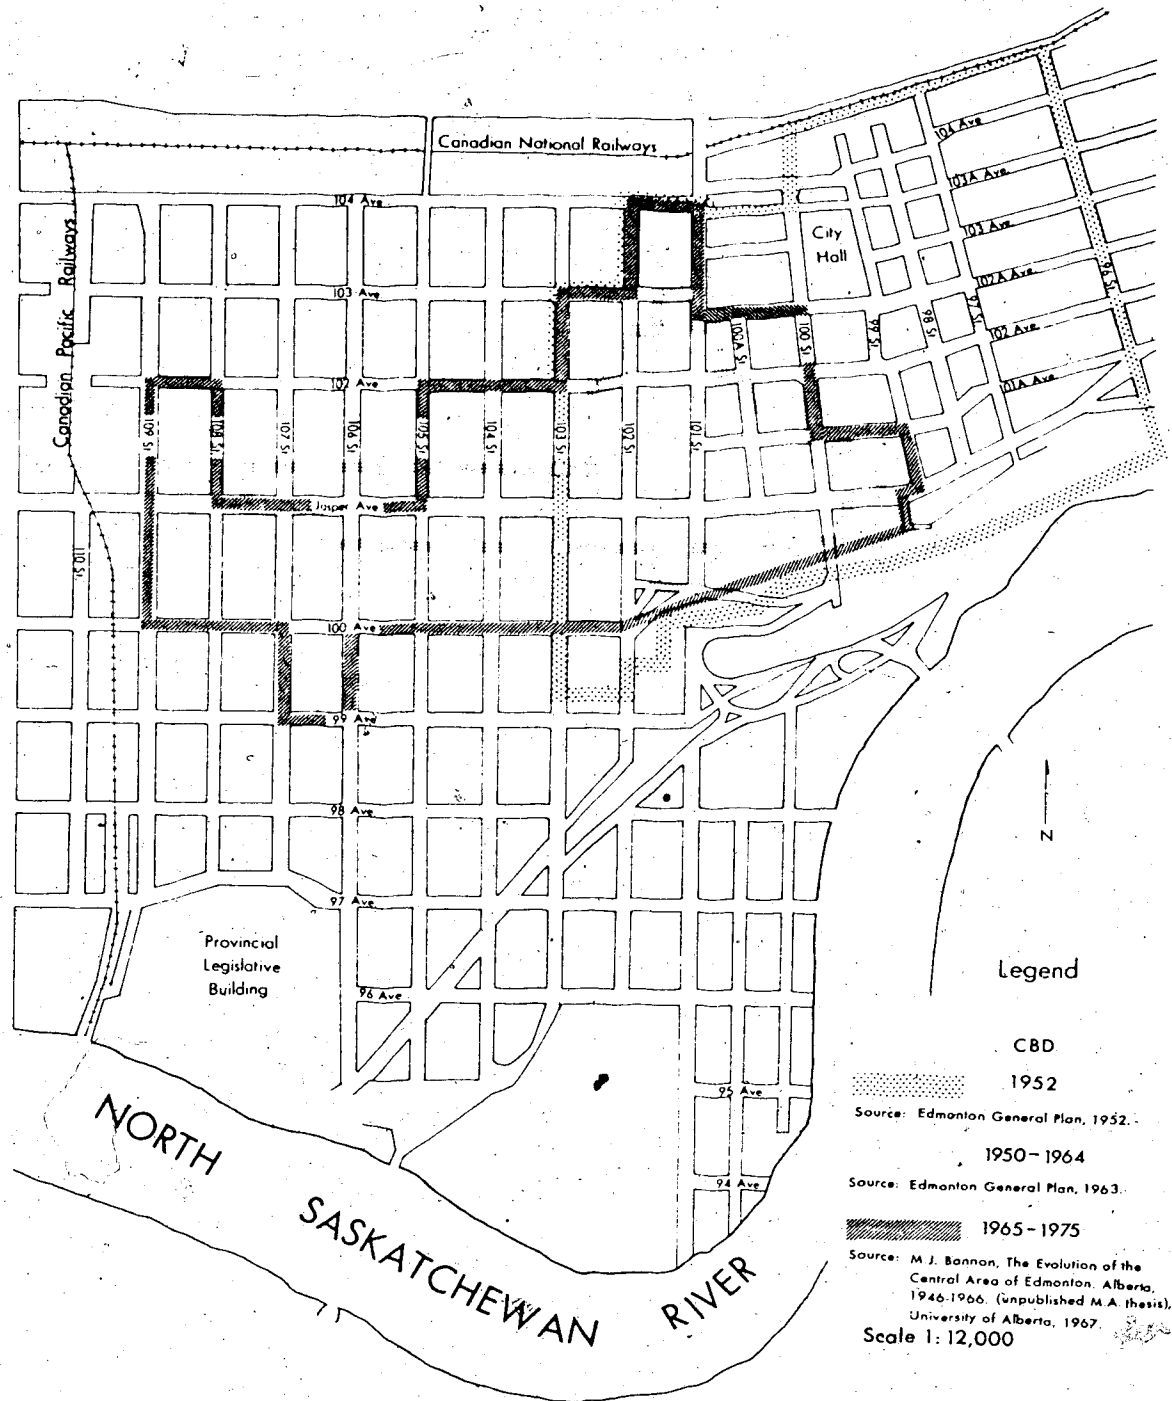 Canadian National Railways
104 Ave
103A Ave.
103 Ave
102A Ave.
102 Ave
101A Ave.
96 St
97 St
98 St
99 St
100 St
100A St
City
Hall
104 Ave
103 Ave
102 Ave
Canadian Pacific Railways
109 St
108 St
107 St
106 St
105 St
104 St
103 St
102 St
101 St
Jasper Ave
110 St
100 Ave
99 Ave
98 Ave
97 Ave
96 Ave
95 Ave
94 Ave
Provincial
Legislative
Building
N
NORTH SASKATCHEWAN RIVER
Legend
CBD
1952
Source: Edmonton General Plan, 1952.
1950-1964
Source: Edmonton General Plan, 1963.
1965-1975
Source: M.J. Bannon, The Evolution of the
Central Area of Edmonton, Alberta,
1946-1966. (unpublished M.A. thesis),
University of Alberta, 1967.
Scale 1:12,000